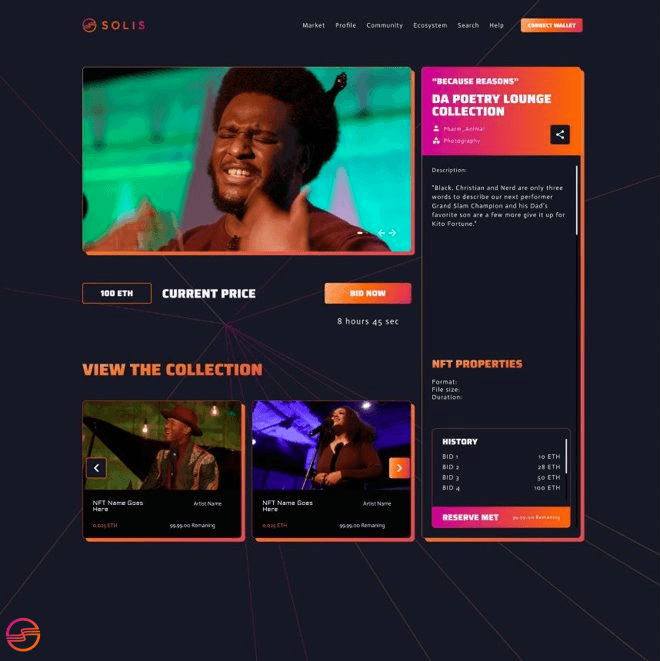 SOLIS
Market Profile Community Ecosystem Search Help CONNECT WALLET
"BECAUSE REASONS"
DA POETRY LOUNGE
COLLECTION
Pharm_Animal
Photography
Description:
"Black, Christian and Nerd are only three
words to describe our next performer
Grand Slam Champion and his Dad's
favorite son are a few more give it up for
Kito Fortune."
100 ETH CURRENT PRICE BID NOW
8 hours 45 sec
VIEW THE COLLECTION
NFT Name Goes
Here
Artist Name
0.025 ETH
99.99.00 Remaning
NFT Name Goes
Here
Artist Name
0.025 ETH
99.99.00 Remaning
NFT PROPERTIES
Format:
File size:
Duration:
HISTORY
BID 1 10 ETH
BID 2 28 ETH
BID 3 50 ETH
BID 4 100 ETH
RESERVE MET 99.99.00 Remaning